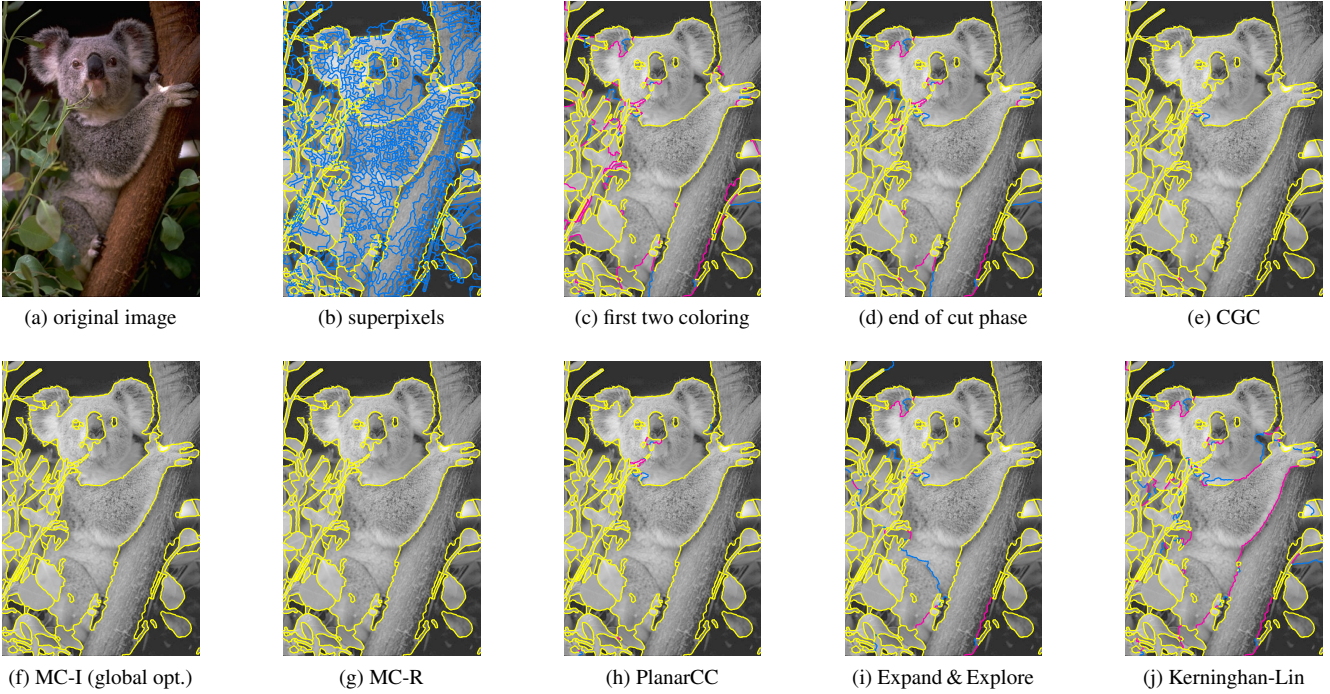 (a) original image
(b) superpixels
(c) first two coloring
(d) end of cut phase
(e) CGC
(f) MC-I (global opt.)
(g) MC-R
(h) PlanarCC
(i) Expand & Explore
(j) Kerninghan-Lin